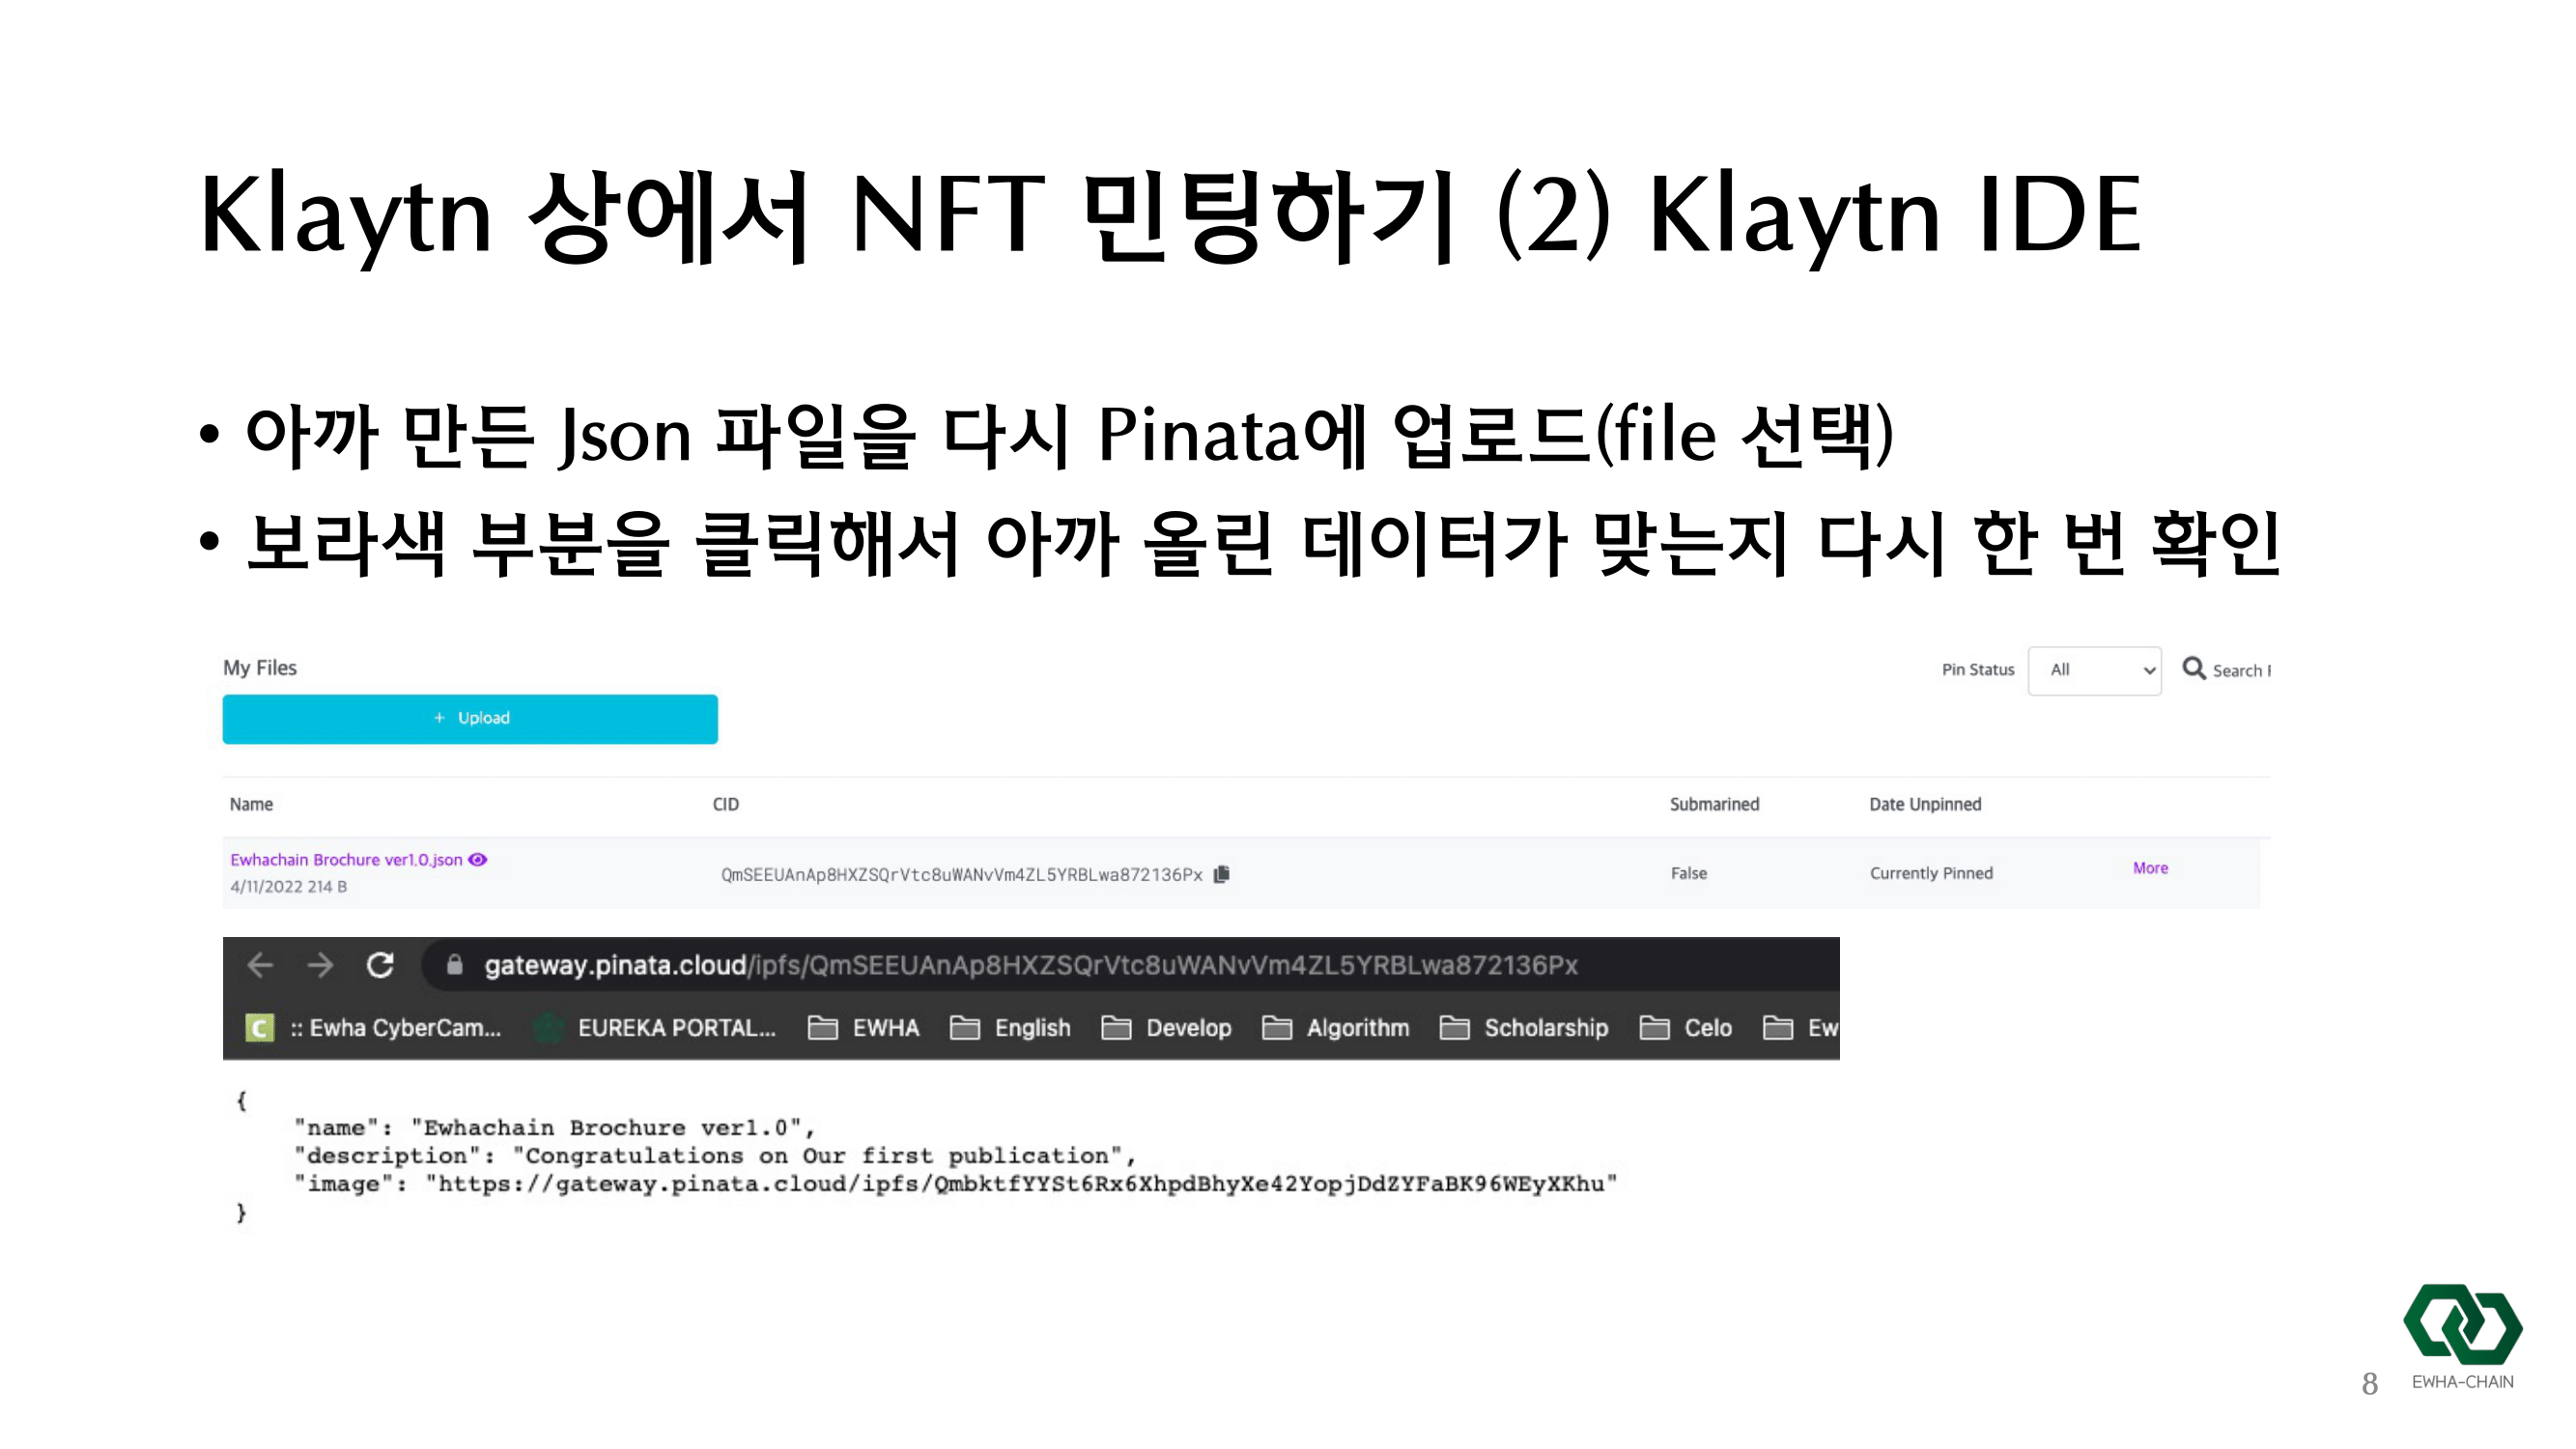 Klaytn 상에서 NFT 민팅하기 (2) Klaytn IDE
• 아까 만든 Json 파일을 다시 Pinata에 업로드(file 선택)
• 보라색 부분을 클릭해서 아까 올린 데이터가 맞는지 다시 한 번 확인
My Files
Pin Status All Search
+ Upload
Name CID Submarined Date Unpinned
Ewhachain Brochure ver1.0.json
4/11/2022 214 B
QmSEEUAnAp8HXZSQrVtc8uWANvVm4ZL5YRBLwa872136Px False Currently Pinned More
gateway.pinata.cloud/ipfs/QmSEEUAnAp8HXZSQrVtc8uWANvVm4ZL5YRBLwa872136Px
C :: Ewha CyberCam... EUREKA PORTAL... EWHA English Develop Algorithm Scholarship Celo Ew
{
"name": "Ewhachain Brochure ver1.0",
"description": "Congratulations on Our first publication",
"image": "https://gateway.pinata.cloud/ipfs/QmbktfYYSt6Rx6XhpdBhyXe42YopjDdZYFaBK96WEyXKhu"
}
8
EWHA-CHAIN